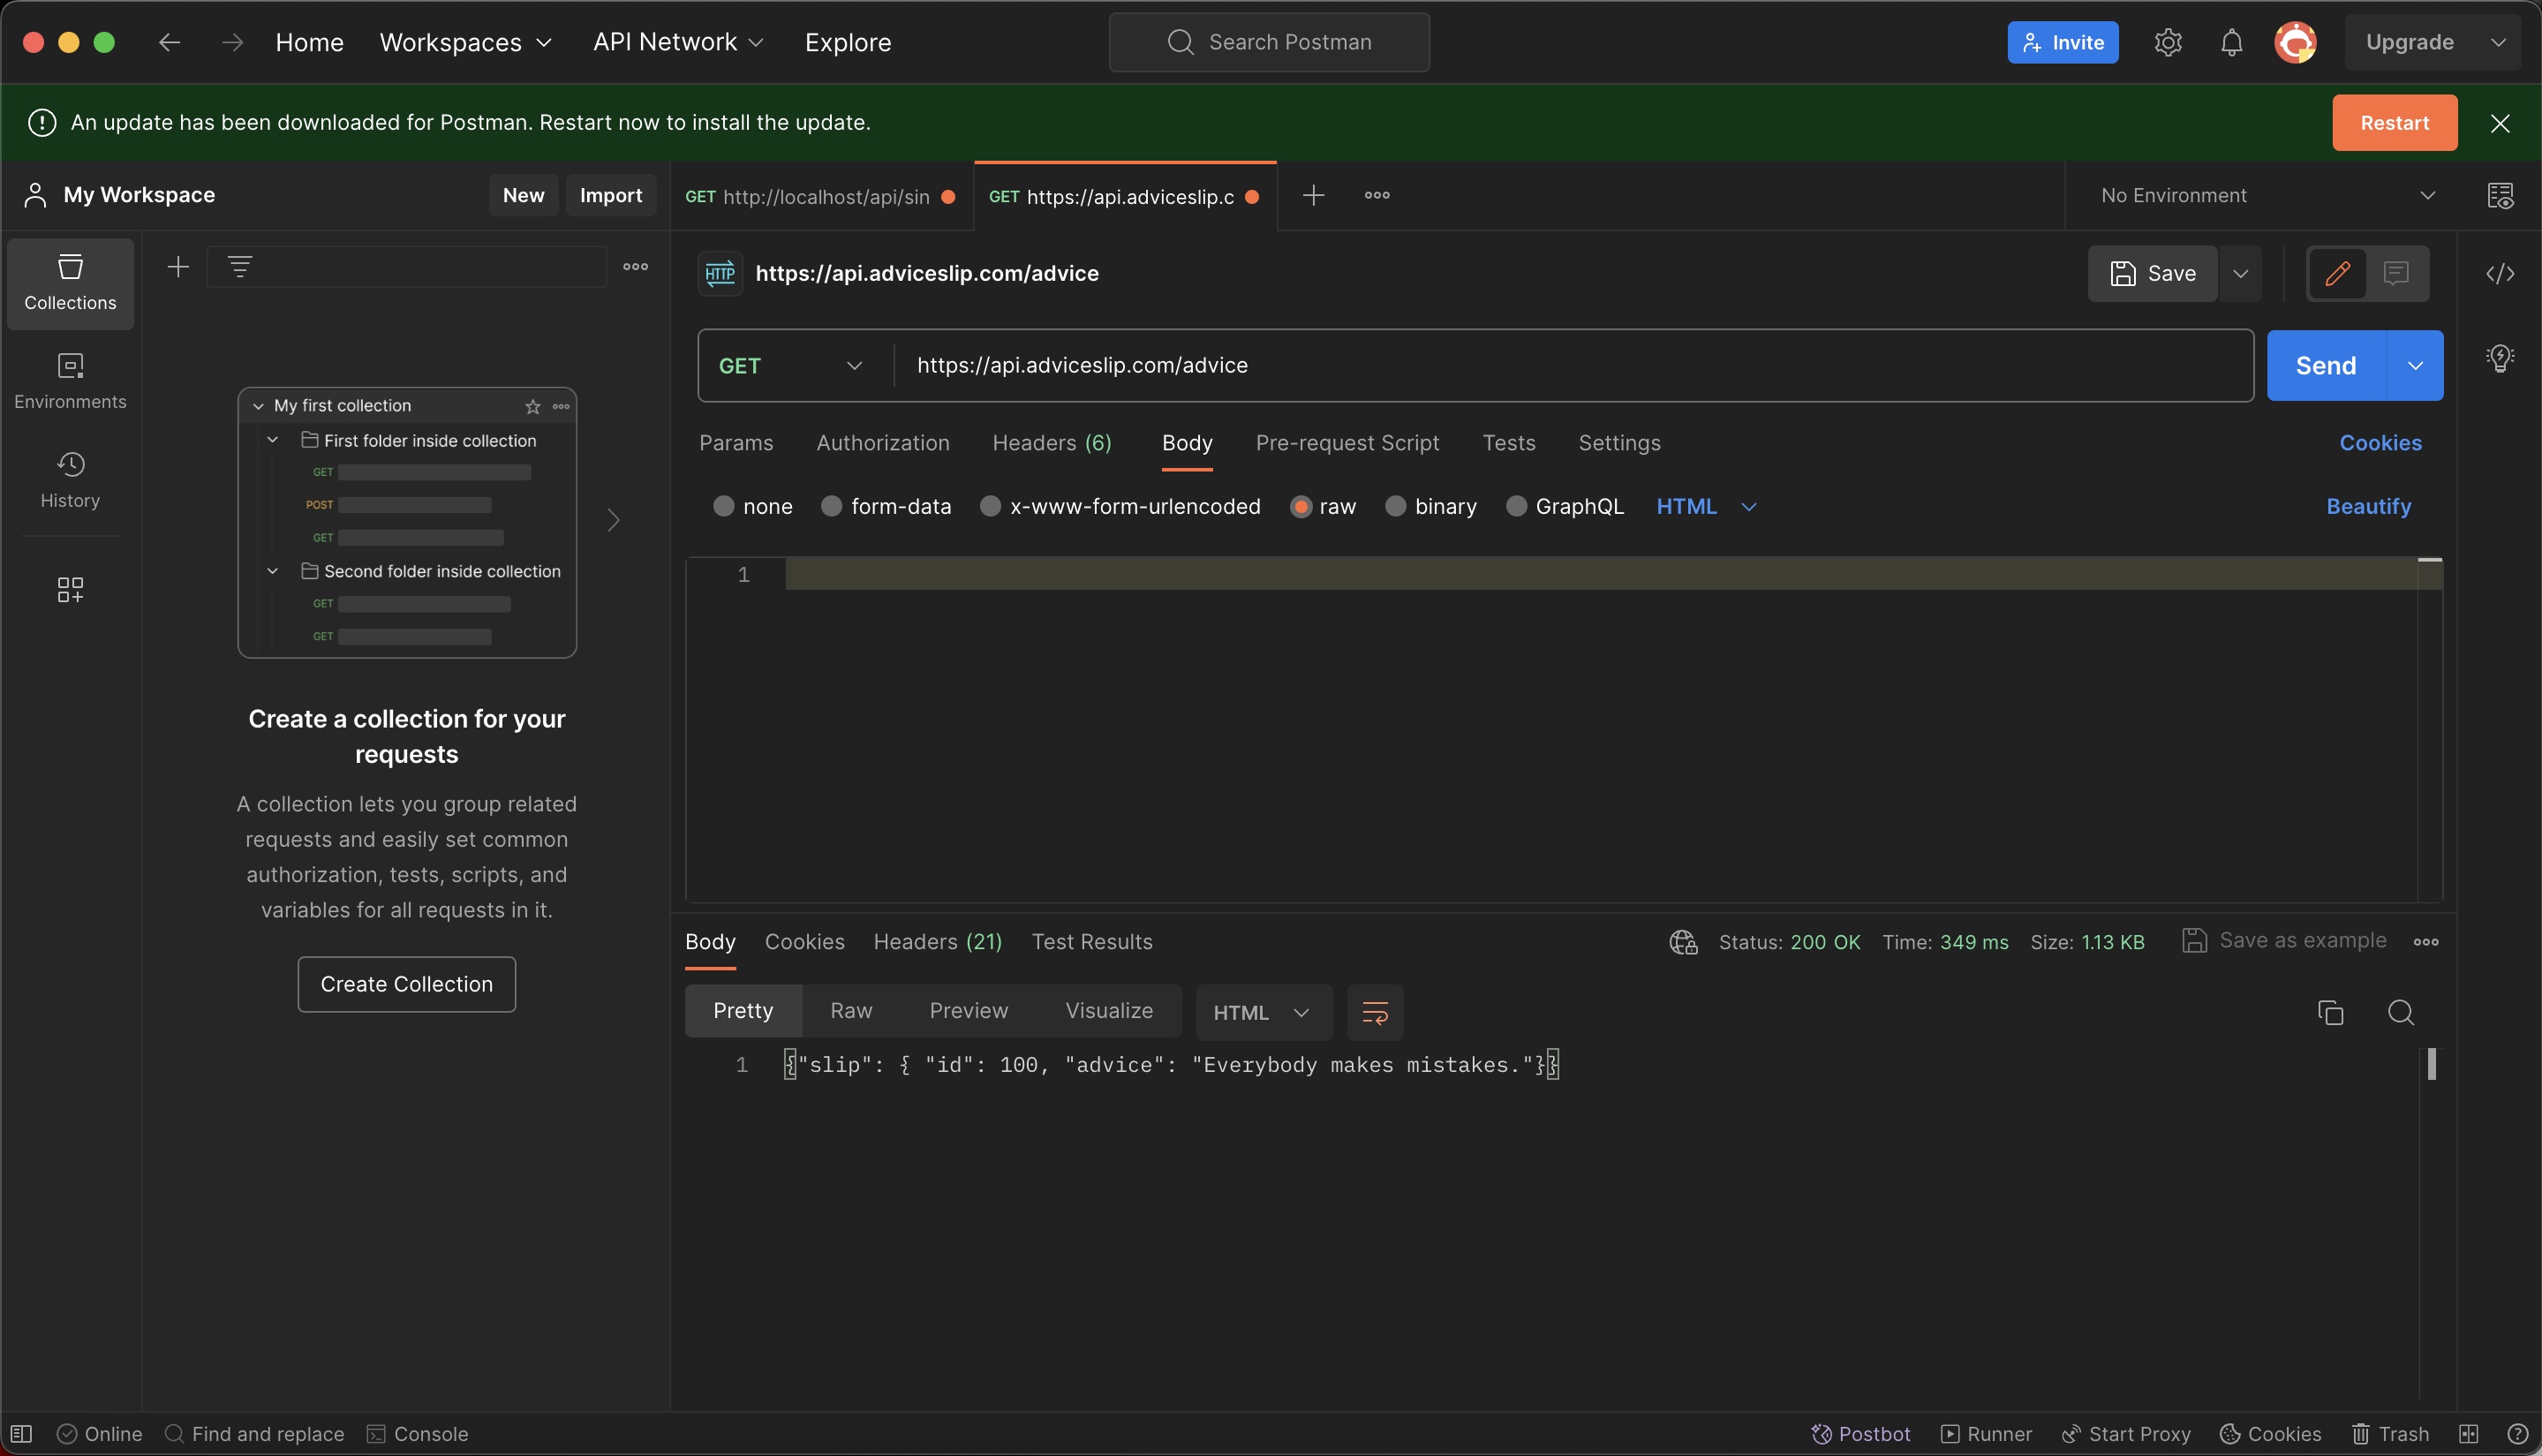 Home Workspaces API Network Explore Search Postman Invite Upgrade
An update has been downloaded for Postman. Restart now to install the update. Restart
My Workspace New Import GET http://localhost/api/sin GET https://api.adviceslip.c No Environment
Collections
Environments
History
My first collection
First folder inside collection
GET
POST
GET
Second folder inside collection
GET
GET
Create a collection for your
requests
A collection lets you group related
requests and easily set common
authorization, tests, scripts, and
variables for all requests in it.
Create Collection
HTTP https://api.adviceslip.com/advice Save
GET https://api.adviceslip.com/advice Send
Params Authorization Headers (6) Body Pre-request Script Tests Settings Cookies
none form-data x-www-form-urlencoded raw binary GraphQL HTML Beautify
1
Body Cookies Headers (21) Test Results Status: 200 OK Time: 349 ms Size: 1.13 KB Save as example
Pretty Raw Preview Visualize HTML
1 {"slip": { "id": 100, "advice": "Everybody makes mistakes."}}
Online Find and replace Console Postbot Runner Start Proxy Cookies Trash